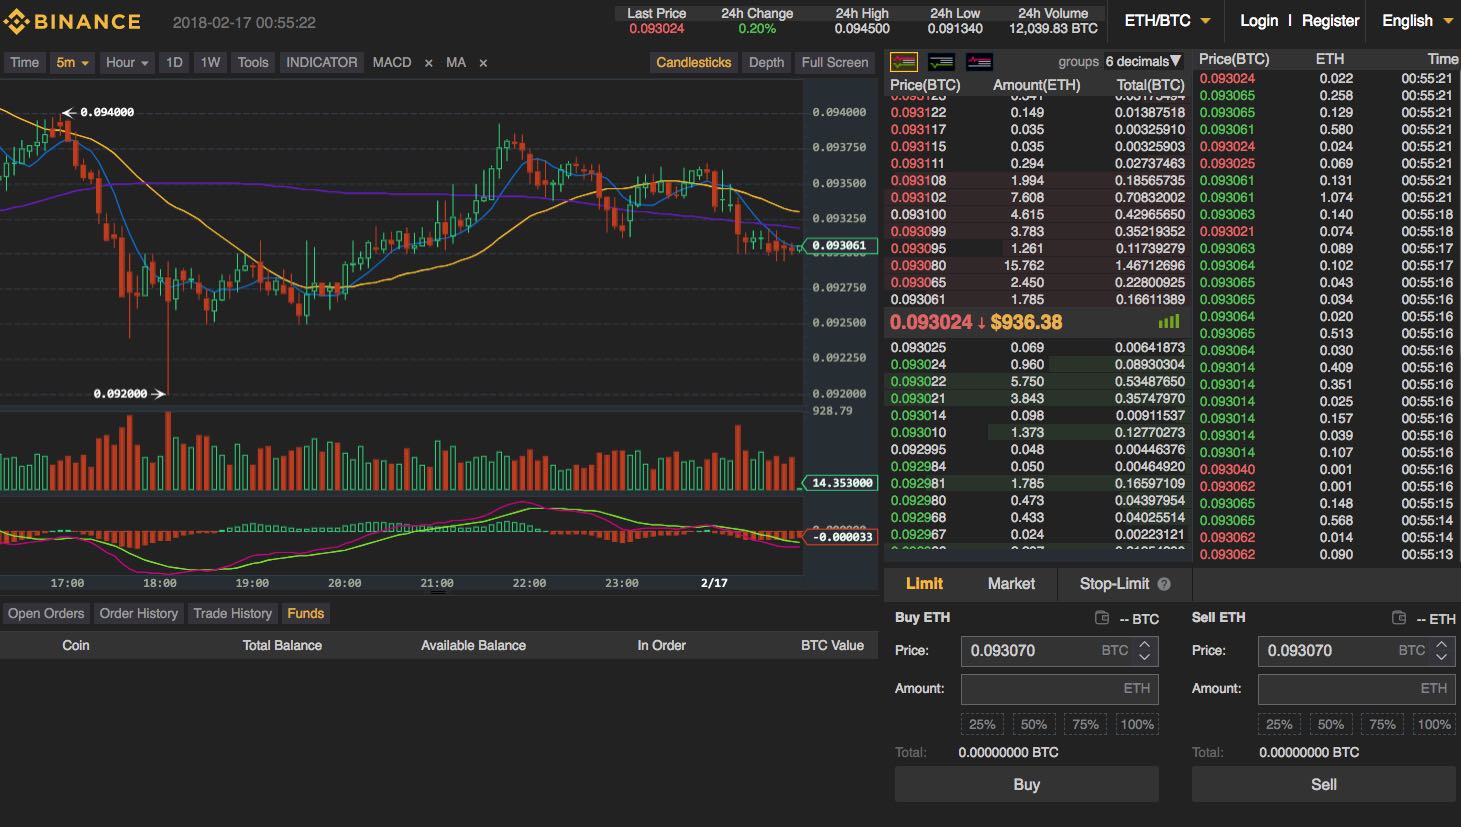 BINANCE 2018-02-17 00:55:22
Last Price 24h Change 24h High 24h Low 24h Volume
0.093024 0.20% 0.094500 0.091340 12,039.83 BTC
ETH/BTC Login | Register English
Time 5m Hour 1D 1W Tools INDICATOR MACD × MA × Candlesticks Depth Full Screen
0.094000
0.092000
0.094000
0.093750
0.093500
0.093250
0.093061
0.092750
0.092500
0.092250
0.092000
928.79
14.353000
-0.000033
17:00 18:00 19:00 20:00 21:00 22:00 23:00 2/17
Open Orders Order History Trade History Funds
Coin Total Balance Available Balance In Order BTC Value
groups 6 decimals
Price(BTC) Amount(ETH) Total(BTC)
0.093122 0.149 0.01387518
0.093117 0.035 0.00325910
0.093115 0.035 0.00325903
0.093111 0.294 0.02737463
0.093108 1.994 0.18565735
0.093102 7.608 0.70832002
0.093100 4.615 0.42965650
0.093099 3.783 0.35219352
0.093095 1.261 0.11739279
0.093080 15.762 1.46712696
0.093065 2.450 0.22800925
0.093061 1.785 0.16611389
0.093024 ↓ $936.38
0.093025 0.069 0.00641873
0.093024 0.960 0.08930304
0.093022 5.750 0.53487650
0.093021 3.843 0.35747970
0.093014 0.098 0.00911537
0.093010 1.373 0.12770273
0.092995 0.048 0.00446376
0.092984 0.050 0.00464920
0.092981 1.785 0.16597109
0.092980 0.473 0.04397954
0.092968 0.433 0.04025514
0.092967 0.024 0.00223121
Price(BTC) ETH Time
0.093024 0.022 00:55:21
0.093065 0.258 00:55:21
0.093065 0.129 00:55:21
0.093061 0.580 00:55:21
0.093024 0.024 00:55:21
0.093025 0.069 00:55:21
0.093061 0.131 00:55:21
0.093061 1.074 00:55:21
0.093063 0.140 00:55:18
0.093021 0.074 00:55:18
0.093063 0.089 00:55:17
0.093064 0.102 00:55:17
0.093065 0.043 00:55:16
0.093065 0.034 00:55:16
0.093064 0.020 00:55:16
0.093065 0.513 00:55:16
0.093064 0.030 00:55:16
0.093014 0.409 00:55:16
0.093014 0.351 00:55:16
0.093014 0.025 00:55:16
0.093014 0.157 00:55:16
0.093014 0.039 00:55:16
0.093014 0.107 00:55:16
0.093040 0.001 00:55:16
0.093062 0.001 00:55:16
0.093065 0.148 00:55:15
0.093065 0.568 00:55:14
0.093062 0.014 00:55:14
0.093062 0.090 00:55:13
Limit Market Stop-Limit ?
Buy ETH -- BTC
Price: 0.093070 BTC
Amount: ETH
25% 50% 75% 100%
Total: 0.00000000 BTC
Buy
Sell ETH -- ETH
Price: 0.093070 BTC
Amount: ETH
25% 50% 75% 100%
Total: 0.00000000 BTC
Sell